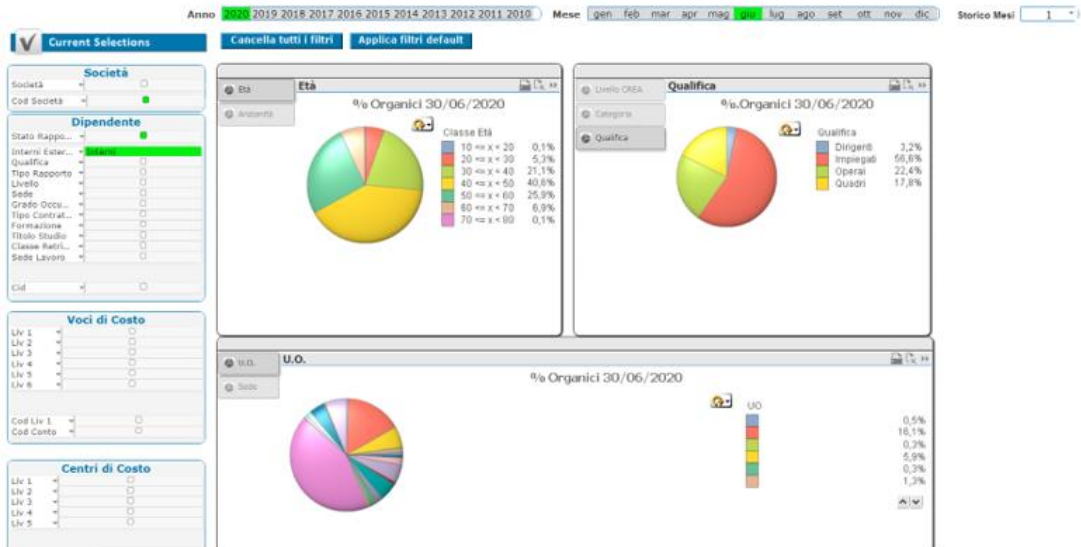 Anno 2020 2019 2018 2017 2016 2015 2014 2013 2012 2011 2010 Mese gen feb mar apr mag giu lug ago set ott nov dic Storico Mesi 1
Current Selections
Cancella tutti i filtri Applica filtri default
Società
Società
Cod Società
Dipendente
Stato Rappo...
Interni Ester... Interni
Qualifica
Tipo Rapporto
Livello
Sede
Grado Occu...
Tipo Contrat...
Formazione
Titolo Studio
Classe Retri...
Sede Lavoro
Cid
Voci di Costo
Liv 1
Liv 2
Liv 3
Liv 4
Liv 5
Liv 6
Cod Liv 1
Cod Conto
Centri di Costo
Liv 1
Liv 2
Liv 3
Liv 4
Liv 5
Età
Anzianità
Età
% Organici 30/06/2020
Classe Età
10 <= x < 20 0,1%
20 <= x < 30 5,3%
30 <= x < 40 21,1%
40 <= x < 50 40,6%
50 <= x < 60 25,9%
60 <= x < 70 6,9%
70 <= x < 80 0,1%
Livello CREA
Categoria
Qualifica
Qualifica
% Organici 30/06/2020
Qualifica
Dirigenti 3,2%
Impiegati 56,6%
Operai 22,4%
Quadri 17,8%
U.O.
Sede
U.O.
% Organici 30/06/2020
UO
0,5%
16,1%
0,3%
5,9%
0,3%
1,3%